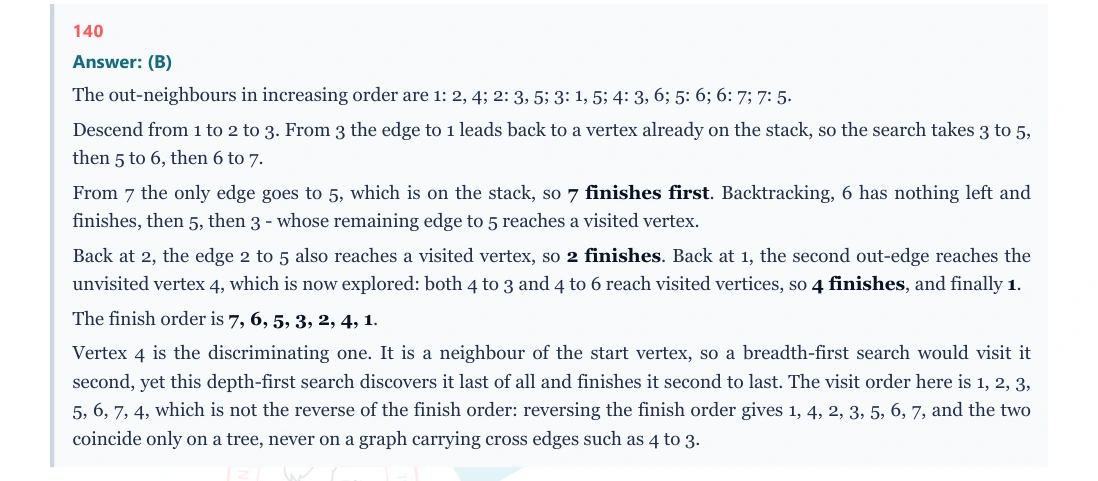 140
Answer: (B)
The out-neighbours in increasing order are 1: 2, 4; 2: 3, 5; 3: 1, 5; 4: 3, 6; 5: 6; 6: 7; 7: 5.
Descend from 1 to 2 to 3. From 3 the edge to 1 leads back to a vertex already on the stack, so the search takes 3 to 5,
then 5 to 6, then 6 to 7.
From 7 the only edge goes to 5, which is on the stack, so 7 finishes first. Backtracking, 6 has nothing left and
finishes, then 5, then 3 - whose remaining edge to 5 reaches a visited vertex.
Back at 2, the edge 2 to 5 also reaches a visited vertex, so 2 finishes. Back at 1, the second out-edge reaches the
unvisited vertex 4, which is now explored: both 4 to 3 and 4 to 6 reach visited vertices, so 4 finishes, and finally 1.
The finish order is 7, 6, 5, 3, 2, 4, 1.
Vertex 4 is the discriminating one. It is a neighbour of the start vertex, so a breadth-first search would visit it
second, yet this depth-first search discovers it last of all and finishes it second to last. The visit order here is 1, 2, 3,
5, 6, 7, 4, which is not the reverse of the finish order: reversing the finish order gives 1, 4, 2, 3, 5, 6, 7, and the two
coincide only on a tree, never on a graph carrying cross edges such as 4 to 3.